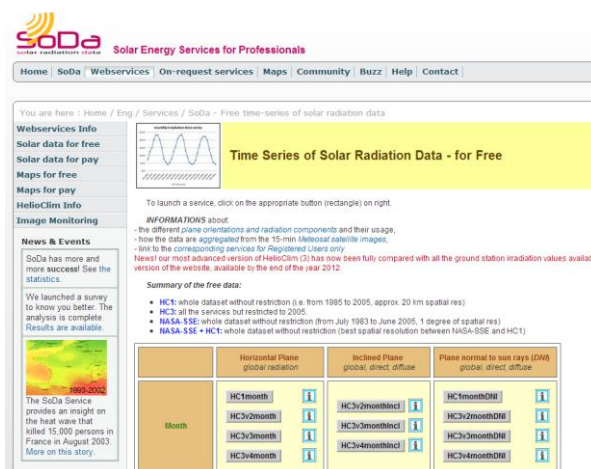 SoDa
solar radiation data
Solar Energy Services for Professionals
Home | SoDa | Webservices | On-request services | Maps | Community | Buzz | Help | Contact
You are here : Home / Eng / Services / SoDa - Free time-series of solar radiation data
Webservices Info
Solar data for free
Solar data for pay
Maps for free
Maps for pay
HelioClim Info
Image Monitoring
News & Events
SoDa has more and
more success! See the
statistics.
We launched a survey
to know you better. The
analysis is complete.
Results are available.
1993-2002
The SoDa Service
provides an insight on
the heat wave that
killed 15,000 persons in
France in August 2003.
More on this story.
Time Series of Solar Radiation Data - for Free
To launch a service, click on the appropriate button (rectangle) on right.
INFORMATIONS about
- the different plane orientations and radiation components and their usage,
- how the data are aggregated from the 15-min Meteosat satellite images,
- link to the corresponding services for Registered Users only
News! our most advanced version of HelioClim (3) has now been fully compared with all the ground station irradiation values availab
version of the website, available by the end of the year 2012.
Summary of the free data:
• HC1: whole dataset without restriction (i.e. from 1985 to 2005, approx. 20 km spatial res)
• HC3: all the services but restricted to 2005.
• NASA-SSE: whole dataset without restriction (from July 1983 to June 2005, 1 degree of spatial res)
• NASA-SSE + HC1: whole dataset without restriction (best spatial resolution between NASA-SSE and HC1)
Horizontal Plane
global radiation
Inclined Plane
global, direct, diffuse
Plane normal to sun rays (DNI)
global, direct, diffuse
Month
HC1month
HC3v2month
HC3v3month
HC3v4month
HC3v2monthIncl
HC3v3monthIncl
HC3v4monthIncl
HC1monthDNI
HC3v2monthDNI
HC3v3monthDNI
HC3v4monthDNI